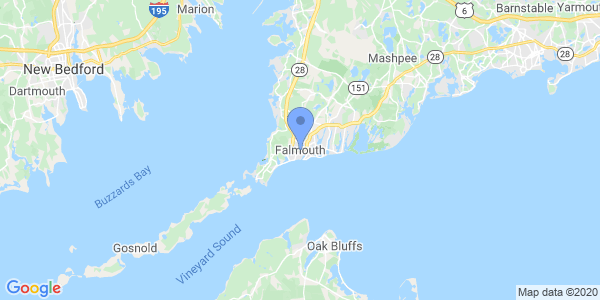 195
Marion
6
Barnstable
Yarmou
New Bedford
28
Mashpee
28
28
Dartmouth
151
Falmouth
Buzzards Bay
Gosnold
Vineyard Sound
Oak Bluffs
Google
Map data ©2020